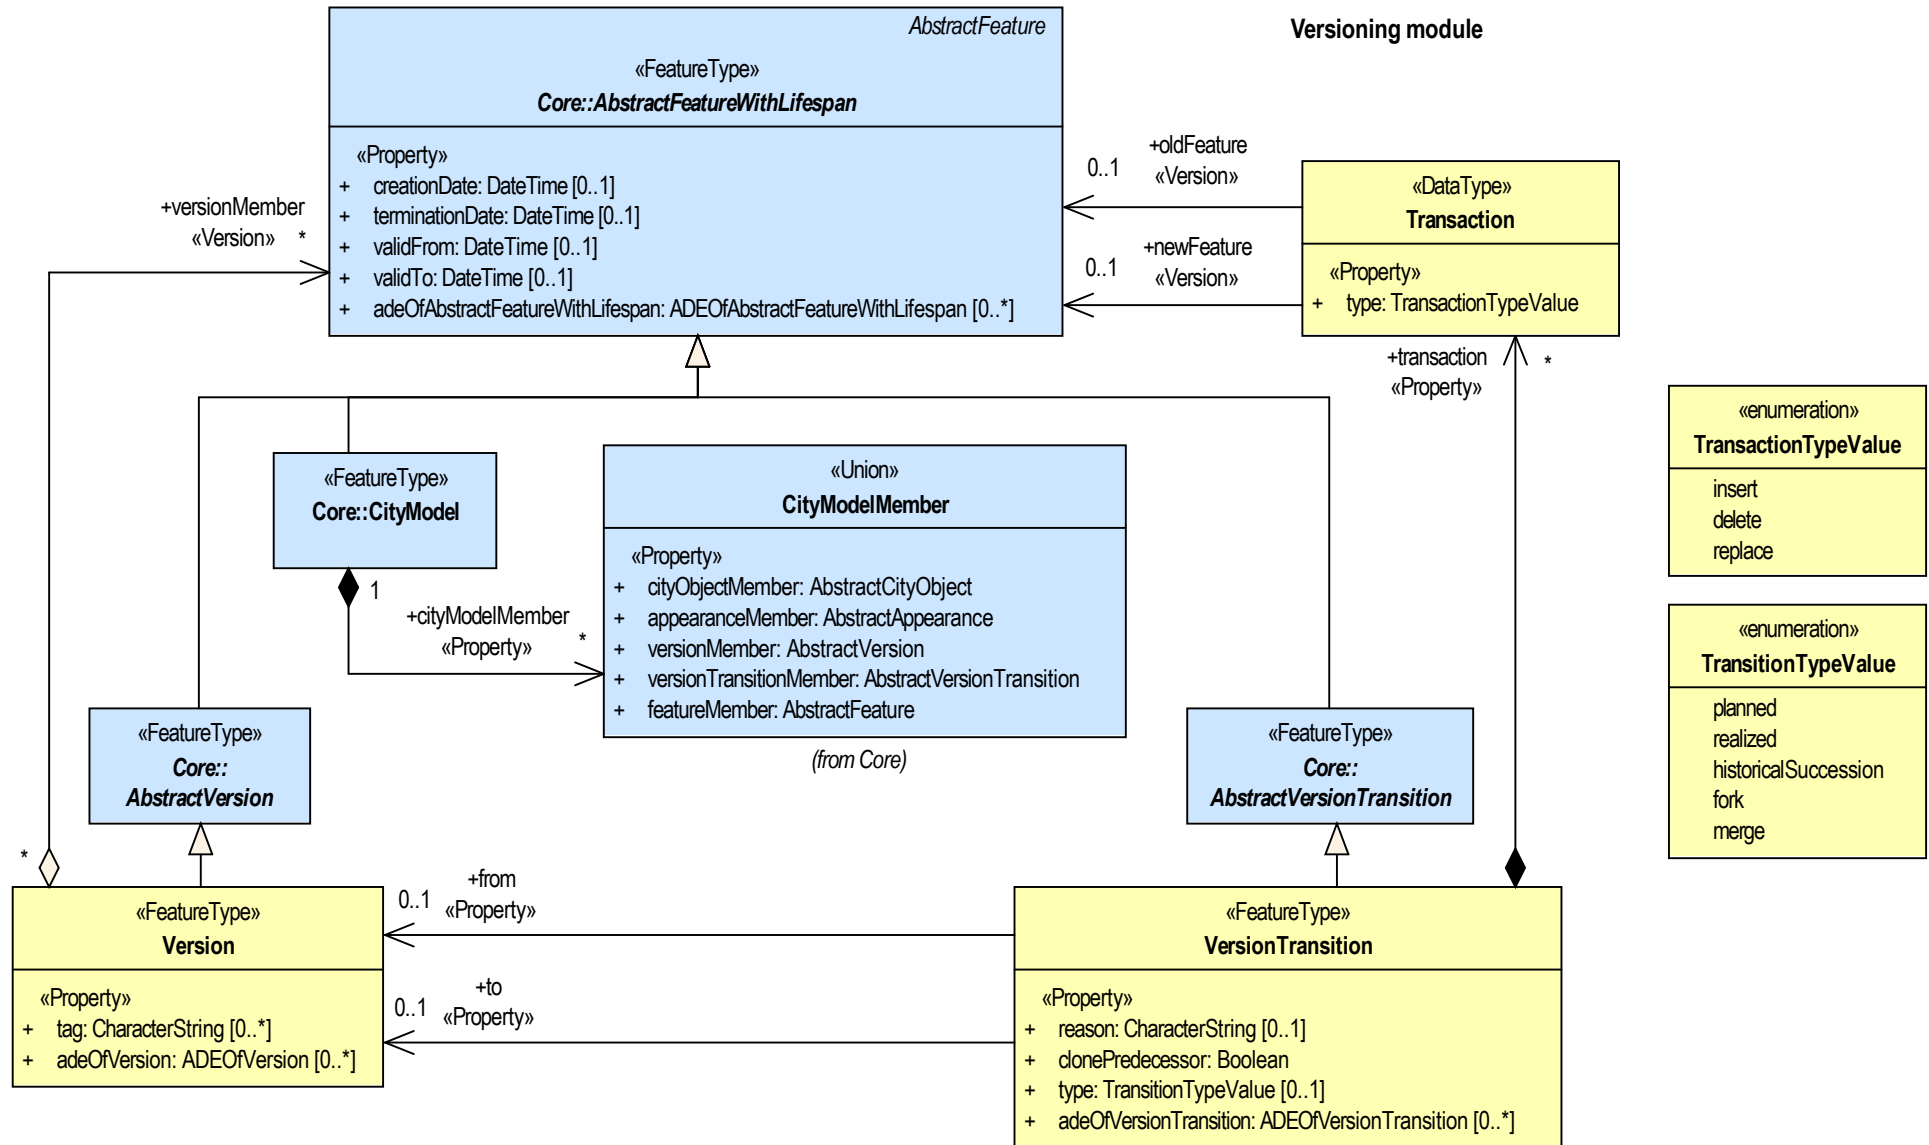 Versioning module
AbstractFeature
«FeatureType»
Core::AbstractFeatureWithLifespan
«Property»
+ creationDate: DateTime [0..1]
+ terminationDate: DateTime [0..1]
+ validFrom: DateTime [0..1]
+ validTo: DateTime [0..1]
+ adeOfAbstractFeatureWithLifespan: ADEOfAbstractFeatureWithLifespan [0..*]
+versionMember
«Version» *
+oldFeature
0..1 «Version»
+newFeature
0..1 «Version»
«DataType»
Transaction
«Property»
+ type: TransactionTypeValue
+transaction *
«Property»
«enumeration»
TransactionTypeValue
insert
delete
replace
«enumeration»
TransitionTypeValue
planned
realized
historicalSuccession
fork
merge
«FeatureType»
Core::CityModel
1
+cityModelMember
«Property» *
«Union»
CityModelMember
«Property»
+ cityObjectMember: AbstractCityObject
+ appearanceMember: AbstractAppearance
+ versionMember: AbstractVersion
+ versionTransitionMember: AbstractVersionTransition
+ featureMember: AbstractFeature
(from Core)
«FeatureType»
Core::
AbstractVersion
«FeatureType»
Core::
AbstractVersionTransition
*
«FeatureType»
Version
«Property»
+ tag: CharacterString [0..*]
+ adeOfVersion: ADEOfVersion [0..*]
+from
0..1 «Property»
+to
0..1 «Property»
«FeatureType»
VersionTransition
«Property»
+ reason: CharacterString [0..1]
+ clonePredecessor: Boolean
+ type: TransitionTypeValue [0..1]
+ adeOfVersionTransition: ADEOfVersionTransition [0..*]